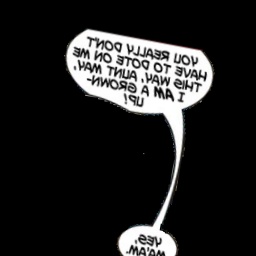 YOU REALLY DON'T
HAVE TO DOTE ON ME
THIS WAY, AUNT MAY.
I AM A GROWN-
UP!
YES,
MA'AM.